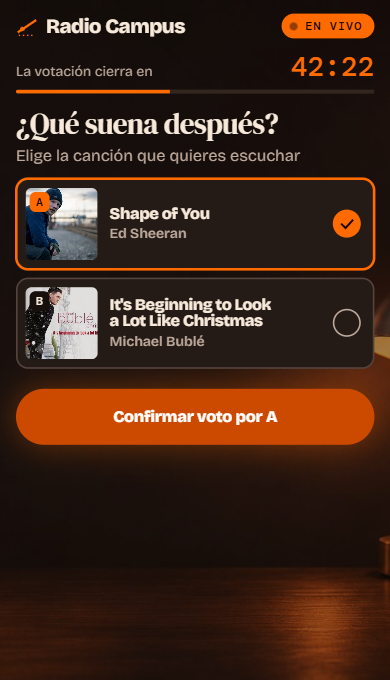 Radio Campus
EN VIVO
La votación cierra en
42:22
¿Qué suena después?
Elige la canción que quieres escuchar
A
Shape of You
Ed Sheeran
B
bublé
It's Beginning to Look
a Lot Like Christmas
Michael Bublé
Confirmar voto por A